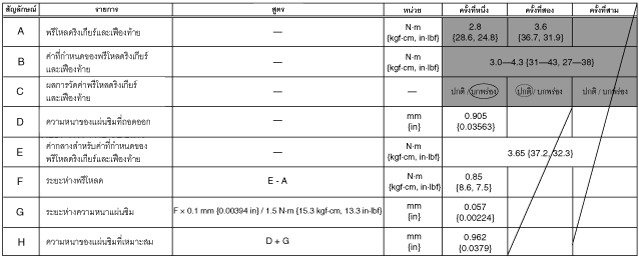 สัญลักษณ์ รายการ สูตร หน่วย ครั้งที่หนึ่ง ครั้งที่สอง ครั้งที่สาม
A พรีโหลดริงเกียร์และเฟืองท้าย — N·m 2.8 3.6
{kgf-cm, in-lbf} {28.6, 24.8} {36.7, 31.9}
B ค่าที่กำหนดของพรีโหลดริงเกียร์ — N·m 3.0—4.3 {31—43, 27—38}
และเฟืองท้าย {kgf-cm, in-lbf}
C ผลการวัดค่าพรีโหลดริงเกียร์ — — ปกติ / บกพร่อง ปกติ / บกพร่อง ปกติ / บกพร่อง
และเฟืองท้าย
D ความหนาของแผ่นชิมที่ถอดออก — mm 0.905
[in] {0.03563}
E ค่ากลางสำหรับค่าที่กำหนดของ — N·m 3.65 {37.2, 32.3}
พรีโหลดริงเกียร์และเฟืองท้าย {kgf-cm, in-lbf}
F ระยะห่างพรีโหลด E - A N·m 0.85
{kgf-cm, in-lbf} [8.6, 7.5}
G ระยะห่างความหนาแผ่นชิม F x 0.1 mm {0.00394 in} / 1.5 N·m {15.3 kgf-cm, 13.3 in-lbf} mm 0.057
[in] {0.00224}
H ความหนาของแผ่นชิมที่เหมาะสม D + G mm 0.962
[in] {0.0379}